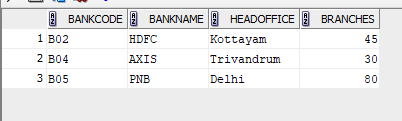 BANKCODE BANKNAME HEADOFFICE BRANCHES
1 B02 HDFC Kottayam 45
2 B04 AXIS Trivandrum 30
3 B05 PNB Delhi 80